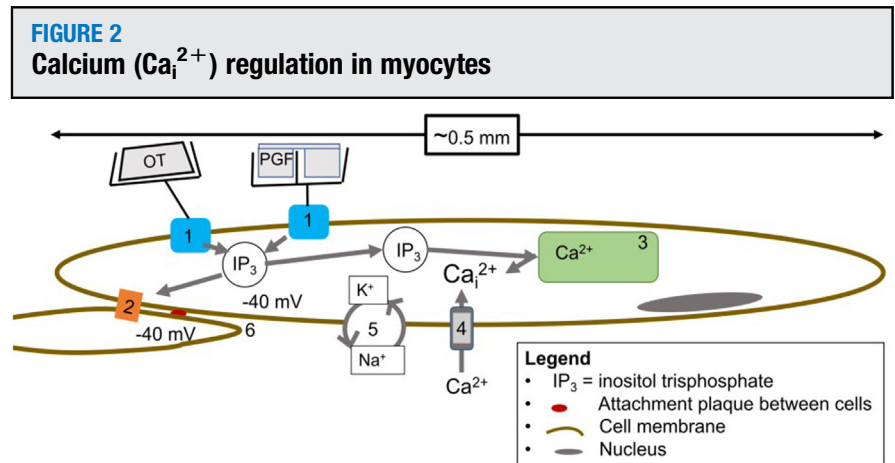 FIGURE 2
Calcium (Caᵢ²⁺) regulation in myocytes
~0.5 mm
OT
PGF
1
1
IP₃
IP₃
Ca²⁺
3
Caᵢ²⁺
2
-40 mV
-40 mV
6
K⁺
5
Na⁺
4
Ca²⁺
Legend
• IP₃ = inositol trisphosphate
• Attachment plaque between cells
• Cell membrane
• Nucleus